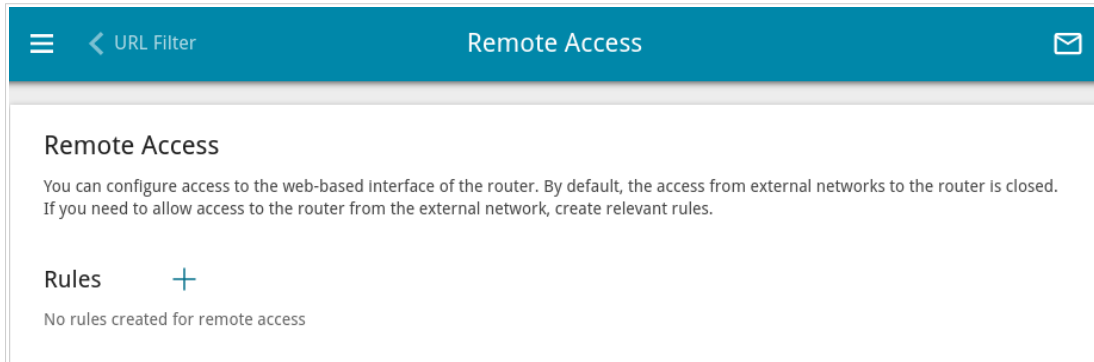 URL Filter
Remote Access
Remote Access
You can configure access to the web-based interface of the router. By default, the access from external networks to the router is closed.
If you need to allow access to the router from the external network, create relevant rules.
Rules
No rules created for remote access